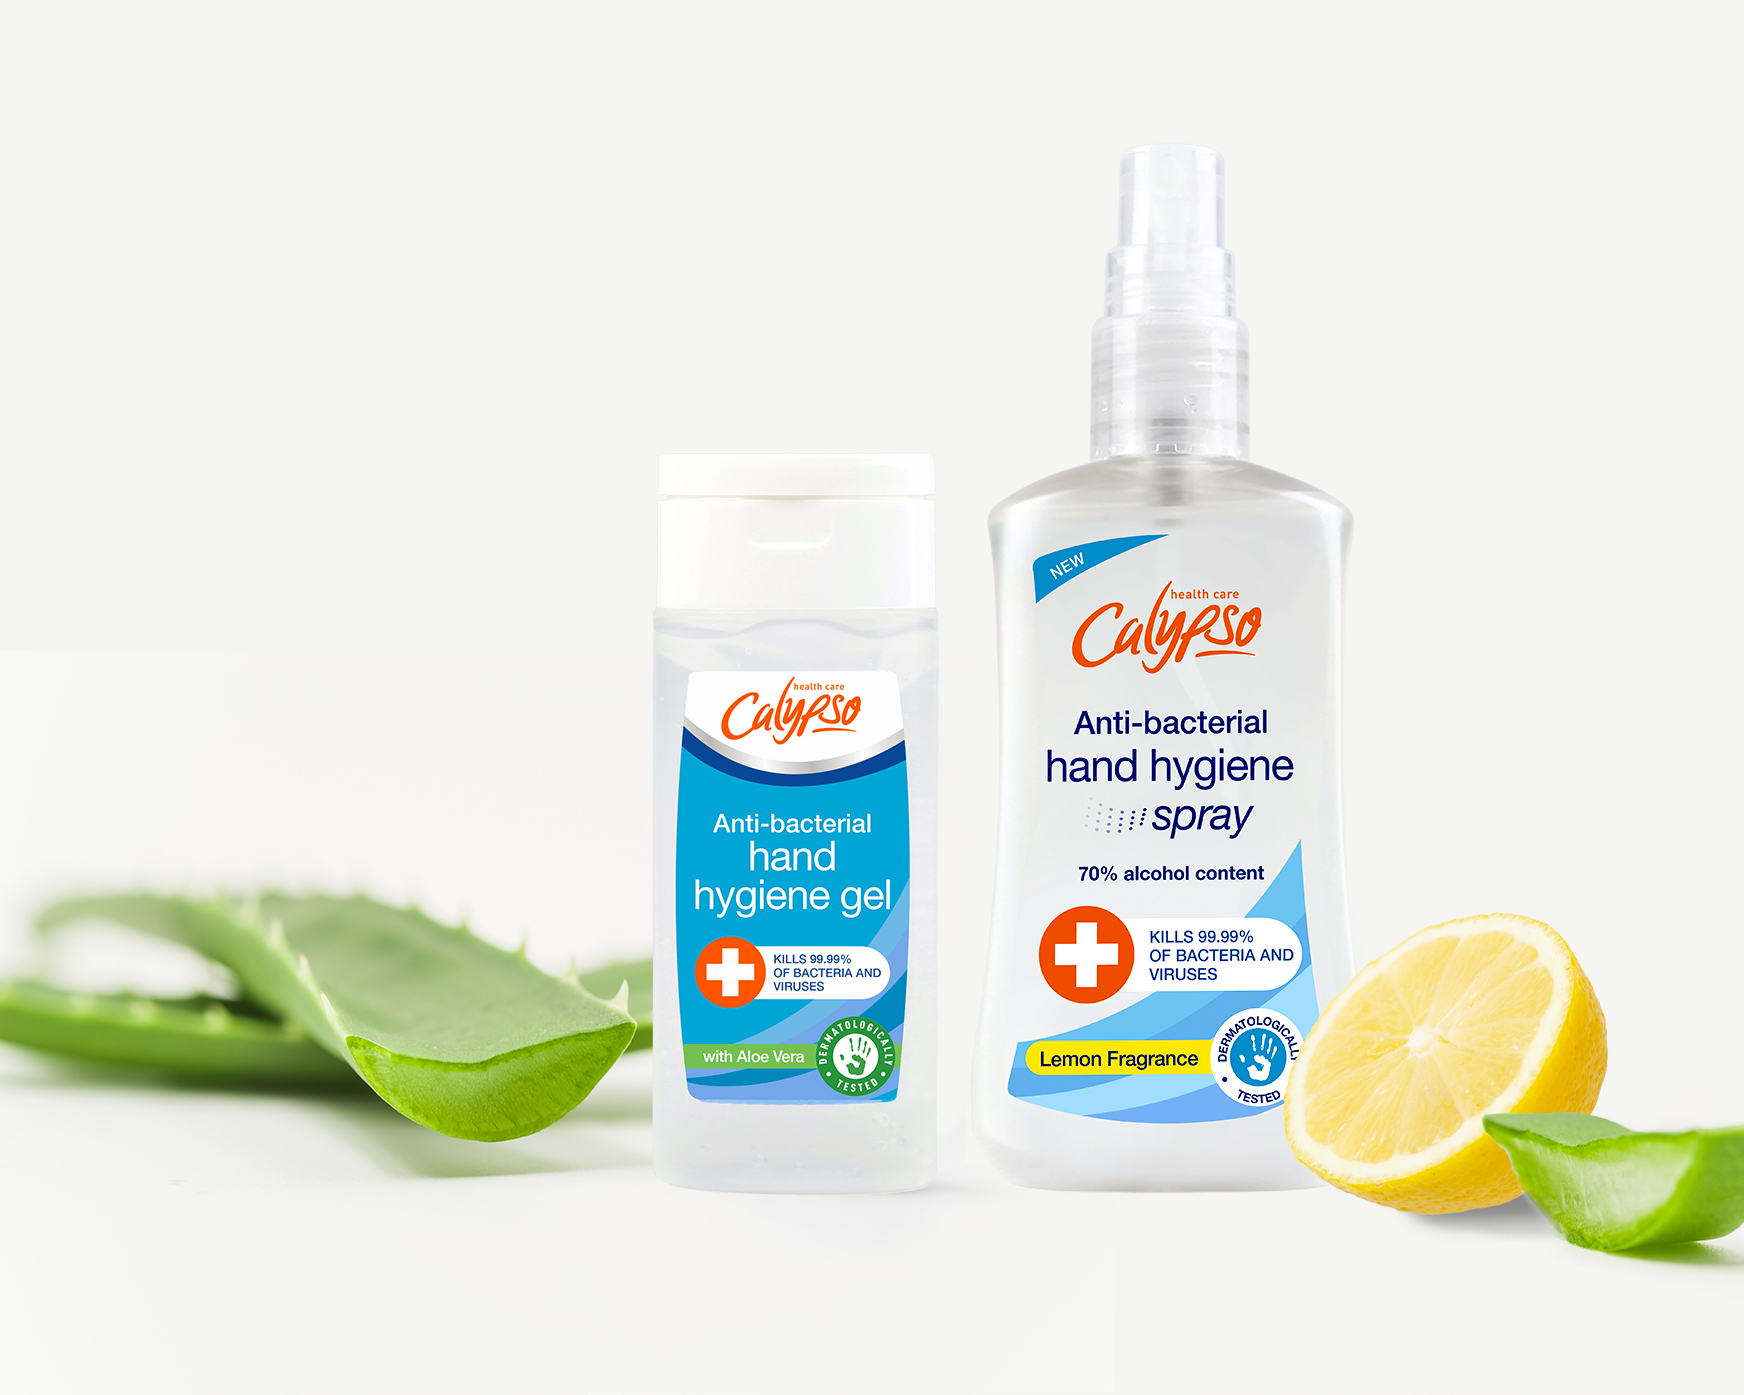 health care
Calypso
Anti-bacterial
hand
hygiene gel
KILLS 99.99%
OF BACTERIA AND
VIRUSES
with Aloe Vera
DERMATOLOGICALLY
TESTED
NEW
health care
Calypso
Anti-bacterial
hand hygiene
spray
70% alcohol content
KILLS 99.99%
OF BACTERIA AND
VIRUSES
Lemon Fragrance
DERMATOLOGICALLY
TESTED